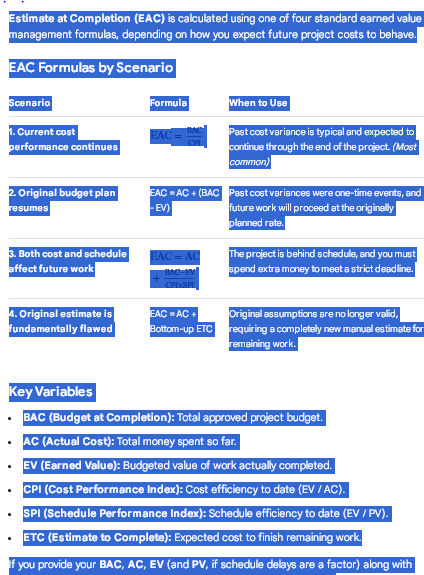 Estimate at Completion (EAC) is calculated using one of four standard earned value
management formulas, depending on how you expect future project costs to behave.
EAC Formulas by Scenario
Scenario Formula When to Use
1. Current cost
performance continues
EAC = BAC / CPI
Past cost variance is typical and expected to
continue through the end of the project. (Most
common)
2. Original budget plan
resumes
EAC = AC + (BAC
- EV)
Past cost variances were one-time events, and
future work will proceed at the originally
planned rate.
3. Both cost and schedule
affect future work
EAC = AC
+ BAC-EV / CPI×SPI
The project is behind schedule, and you must
spend extra money to meet a strict deadline.
4. Original estimate is
fundamentally flawed
EAC = AC +
Bottom-up ETC
Original assumptions are no longer valid,
requiring a completely new manual estimate for
remaining work.
Key Variables
• BAC (Budget at Completion): Total approved project budget.
• AC (Actual Cost): Total money spent so far.
• EV (Earned Value): Budgeted value of work actually completed.
• CPI (Cost Performance Index): Cost efficiency to date (EV / AC).
• SPI (Schedule Performance Index): Schedule efficiency to date (EV / PV).
• ETC (Estimate to Complete): Expected cost to finish remaining work.
If you provide your BAC, AC, EV (and PV, if schedule delays are a factor) along with